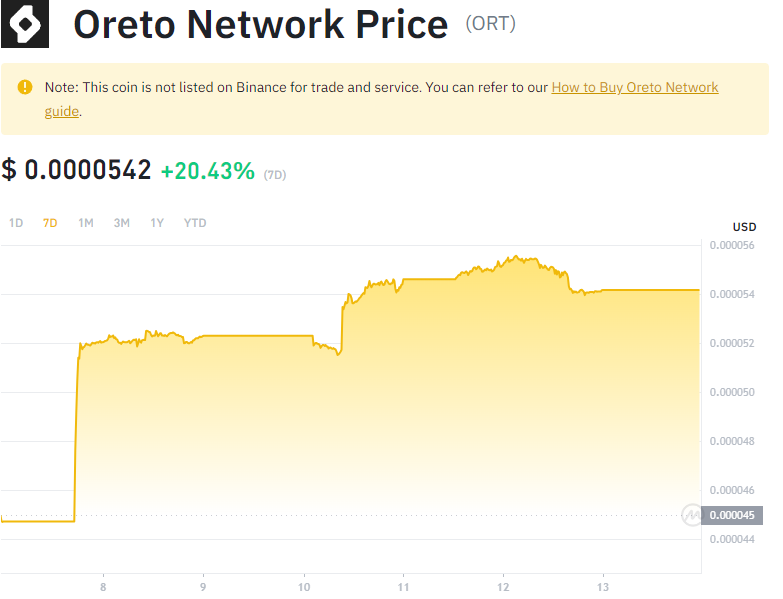 Oreto Network Price (ORT)
Note: This coin is not listed on Binance for trade and service. You can refer to our How to Buy Oreto Network
guide.
$ 0.0000542 +20.43% (7D)
1D 7D 1M 3M 1Y YTD
USD
0.000056
0.000054
0.000052
0.000050
0.000048
0.000046
0.000045
0.000044
8 9 10 11 12 13